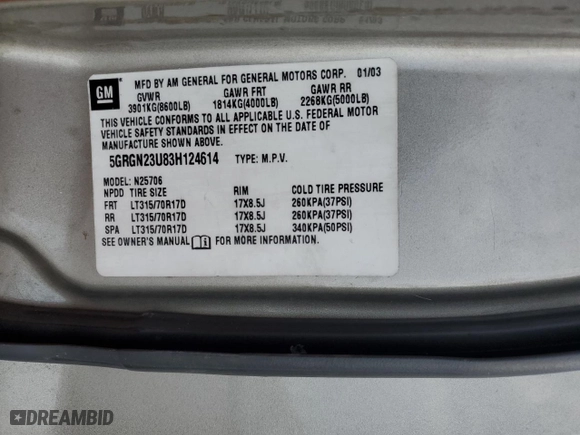 GM
MFD BY AM GENERAL FOR GENERAL MOTORS CORP. 01/03
GVWR GAWR FRT GAWR RR
3901KG(8600LB) 1814KG(4000LB) 2268KG(5000LB)
THIS VEHICLE CONFORMS TO ALL APPLICABLE U.S. FEDERAL MOTOR
VEHICLE SAFETY STANDARDS IN EFFECT ON THE DATE OF
MANUFACTURE SHOWN ABOVE.
5GRGN23U83H124614 TYPE: M.P.V.
MODEL: N25706
NPDD TIRE SIZE RIM COLD TIRE PRESSURE
FRT LT315/70R17D 17X8.5J 260KPA(37PSI)
RR LT315/70R17D 17X8.5J 260KPA(37PSI)
SPA LT315/70R17D 17X8.5J 340KPA(50PSI)
SEE OWNER'S MANUAL FOR MORE INFORMATION.
DREAMBID